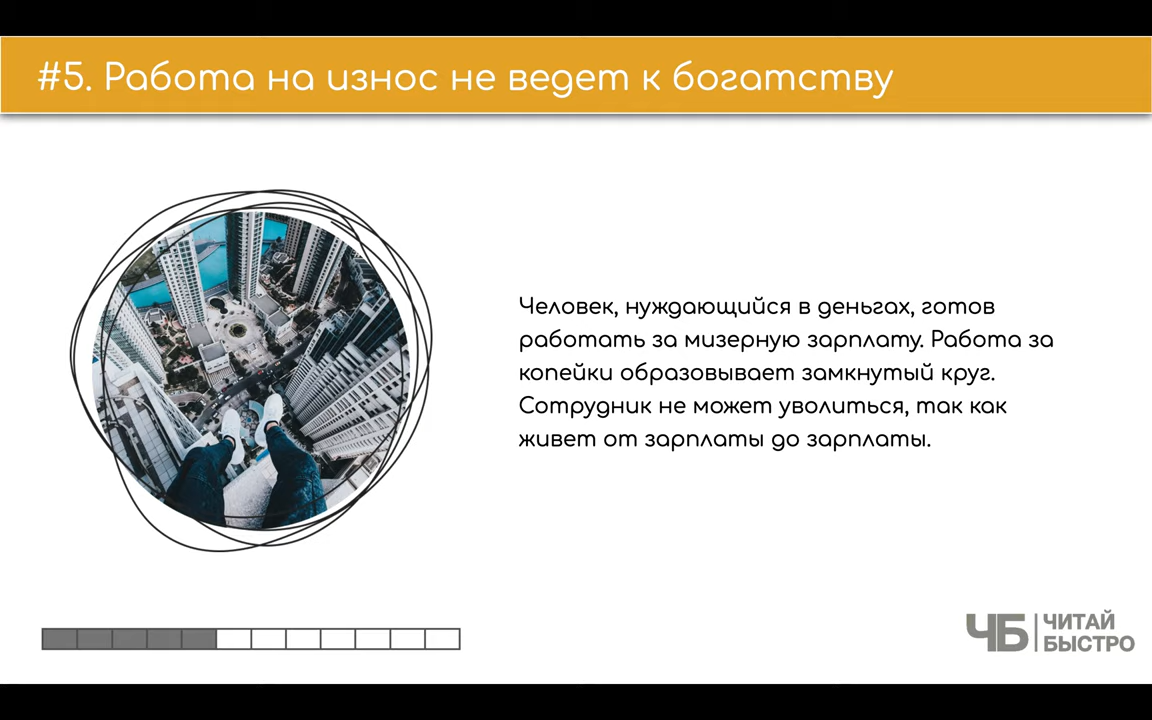 #5. Работа на износ не ведет к богатству
Человек, нуждающийся в деньгах, готов
работать за мизерную зарплату. Работа за
копейки образовывает замкнутый круг.
Сотрудник не может уволиться, так как
живет от зарплаты до зарплаты.
ЧБ
ЧИТАЙ
БЫСТРО